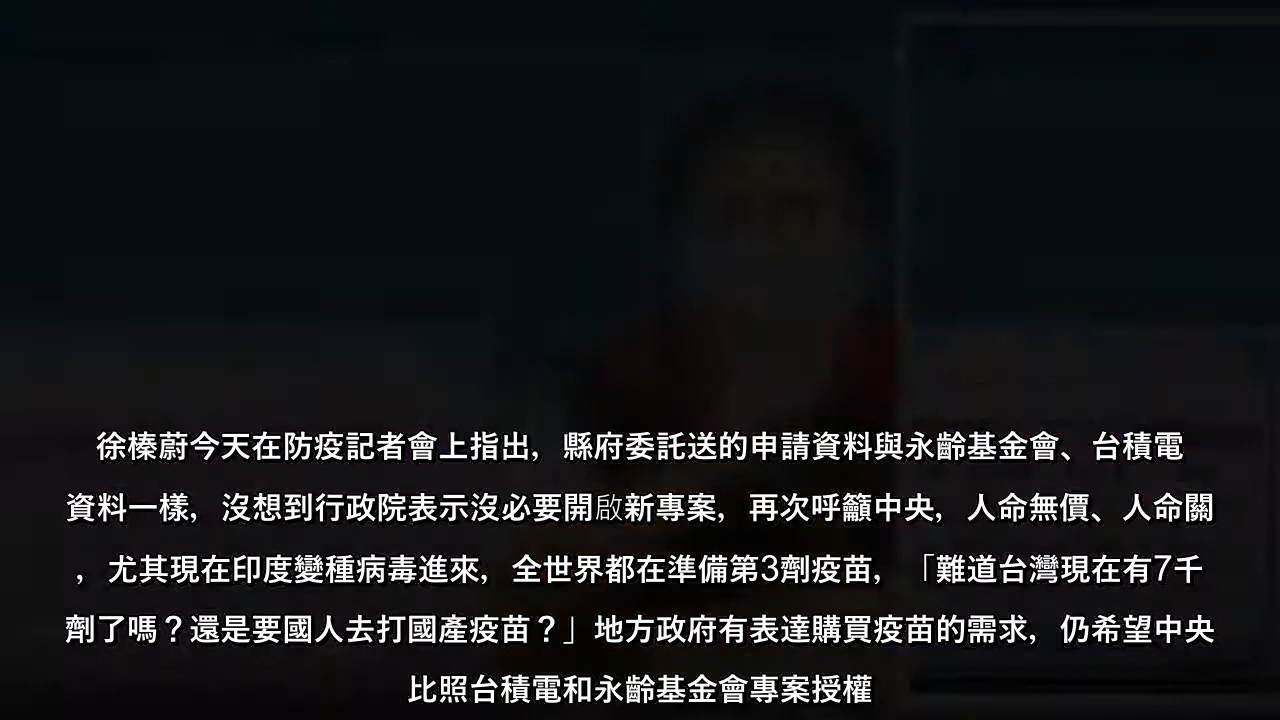 徐榛蔚今天在防疫記者會上指出，縣府委託送的申請資料與永齡基金會、台積電
資料一樣，沒想到行政院表示沒必要開啟新專案，再次呼籲中央，人命無價、人命關
，尤其現在印度變種病毒進來，全世界都在準備第3劑疫苗，「難道台灣現在有7千
劑了嗎？還是要國人去打國產疫苗？」地方政府有表達購買疫苗的需求，仍希望中央
比照台積電和永齡基金會專案授權